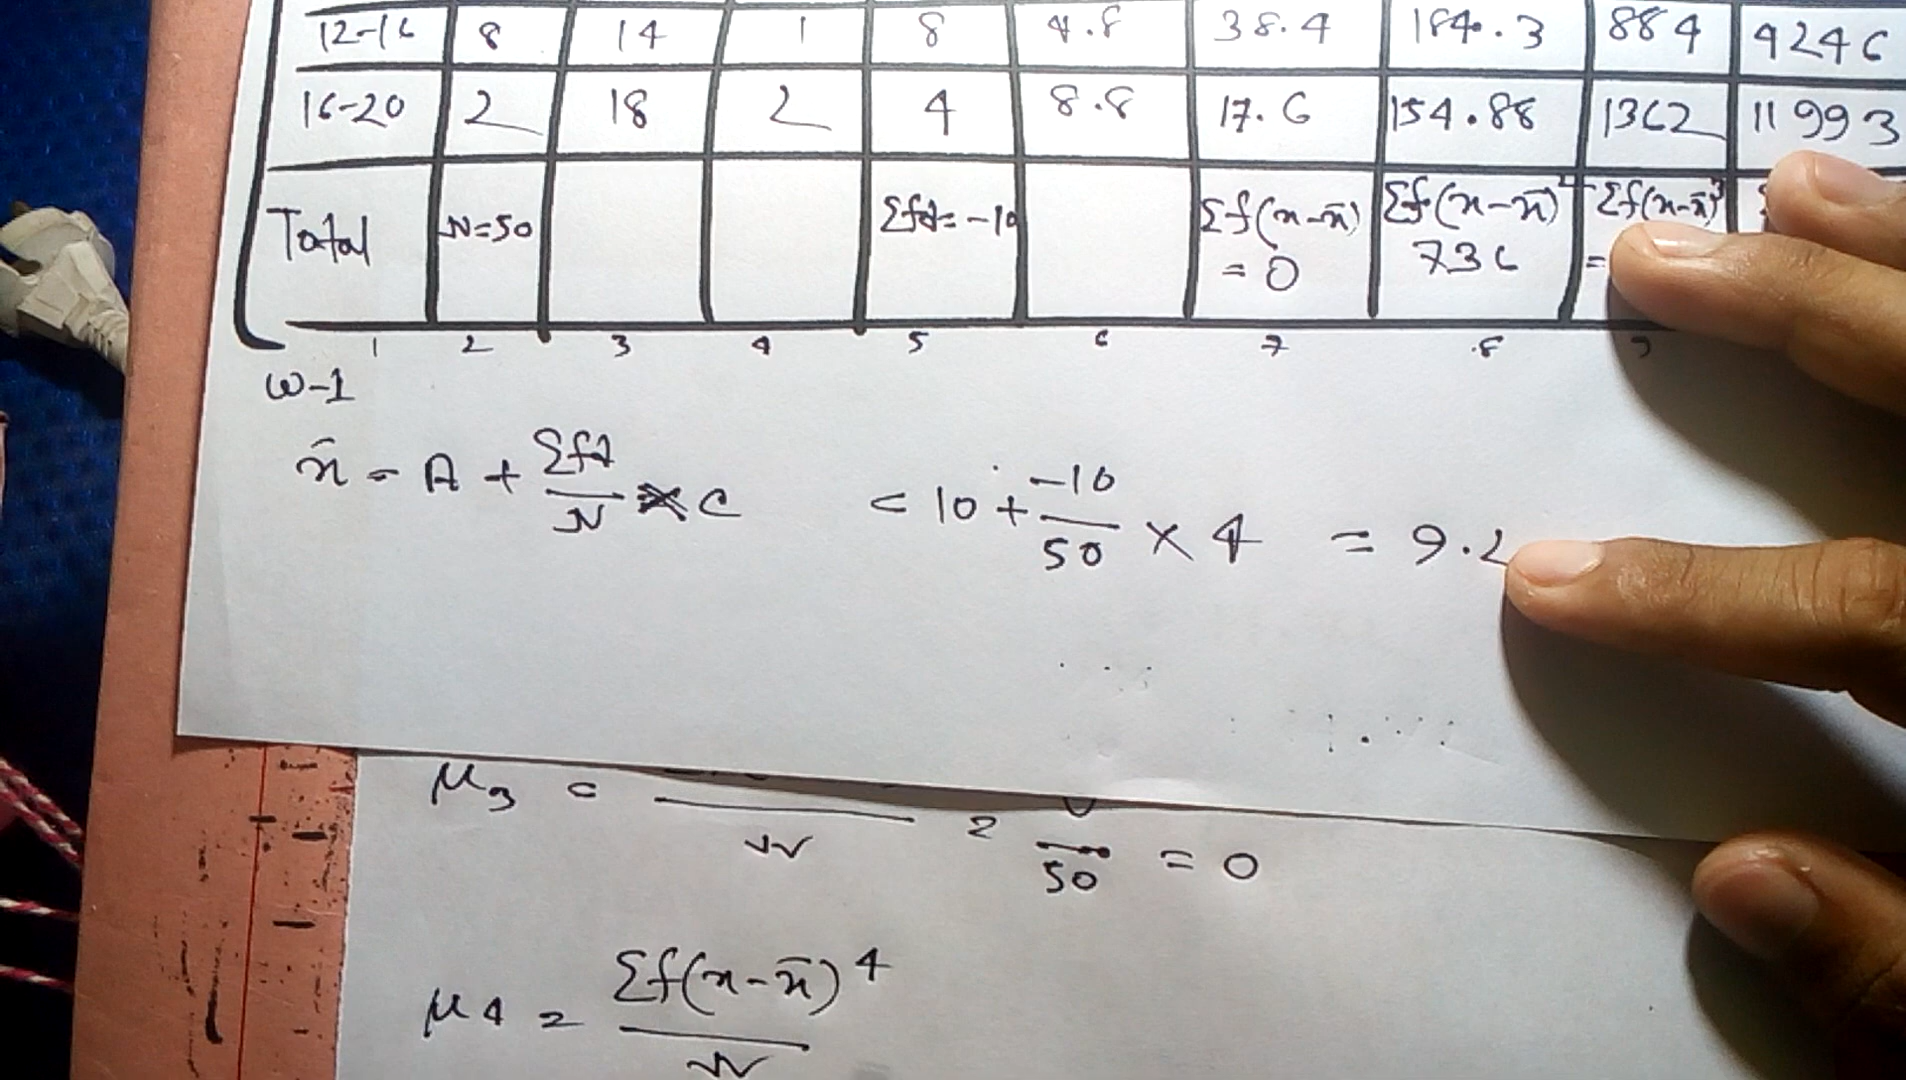 12-16 8 14 1 8 4.8 38.4 184.3 884 4246
16-20 2 18 2 4 8.8 17.6 154.88 1362 11993
Total N=50 Σfd=-10 Σf(x-x̄) =0 Σf(x-x̄)² 736 Σf(x-x̄)³ =
1 2 3 4 5 6 7 8
W-1
x̄ = A + Σfd/N × C = 10 + -10/50 × 4 = 9.2
μ3 = /N = /50 = 0
μ4 = Σf(x-x̄)4/N